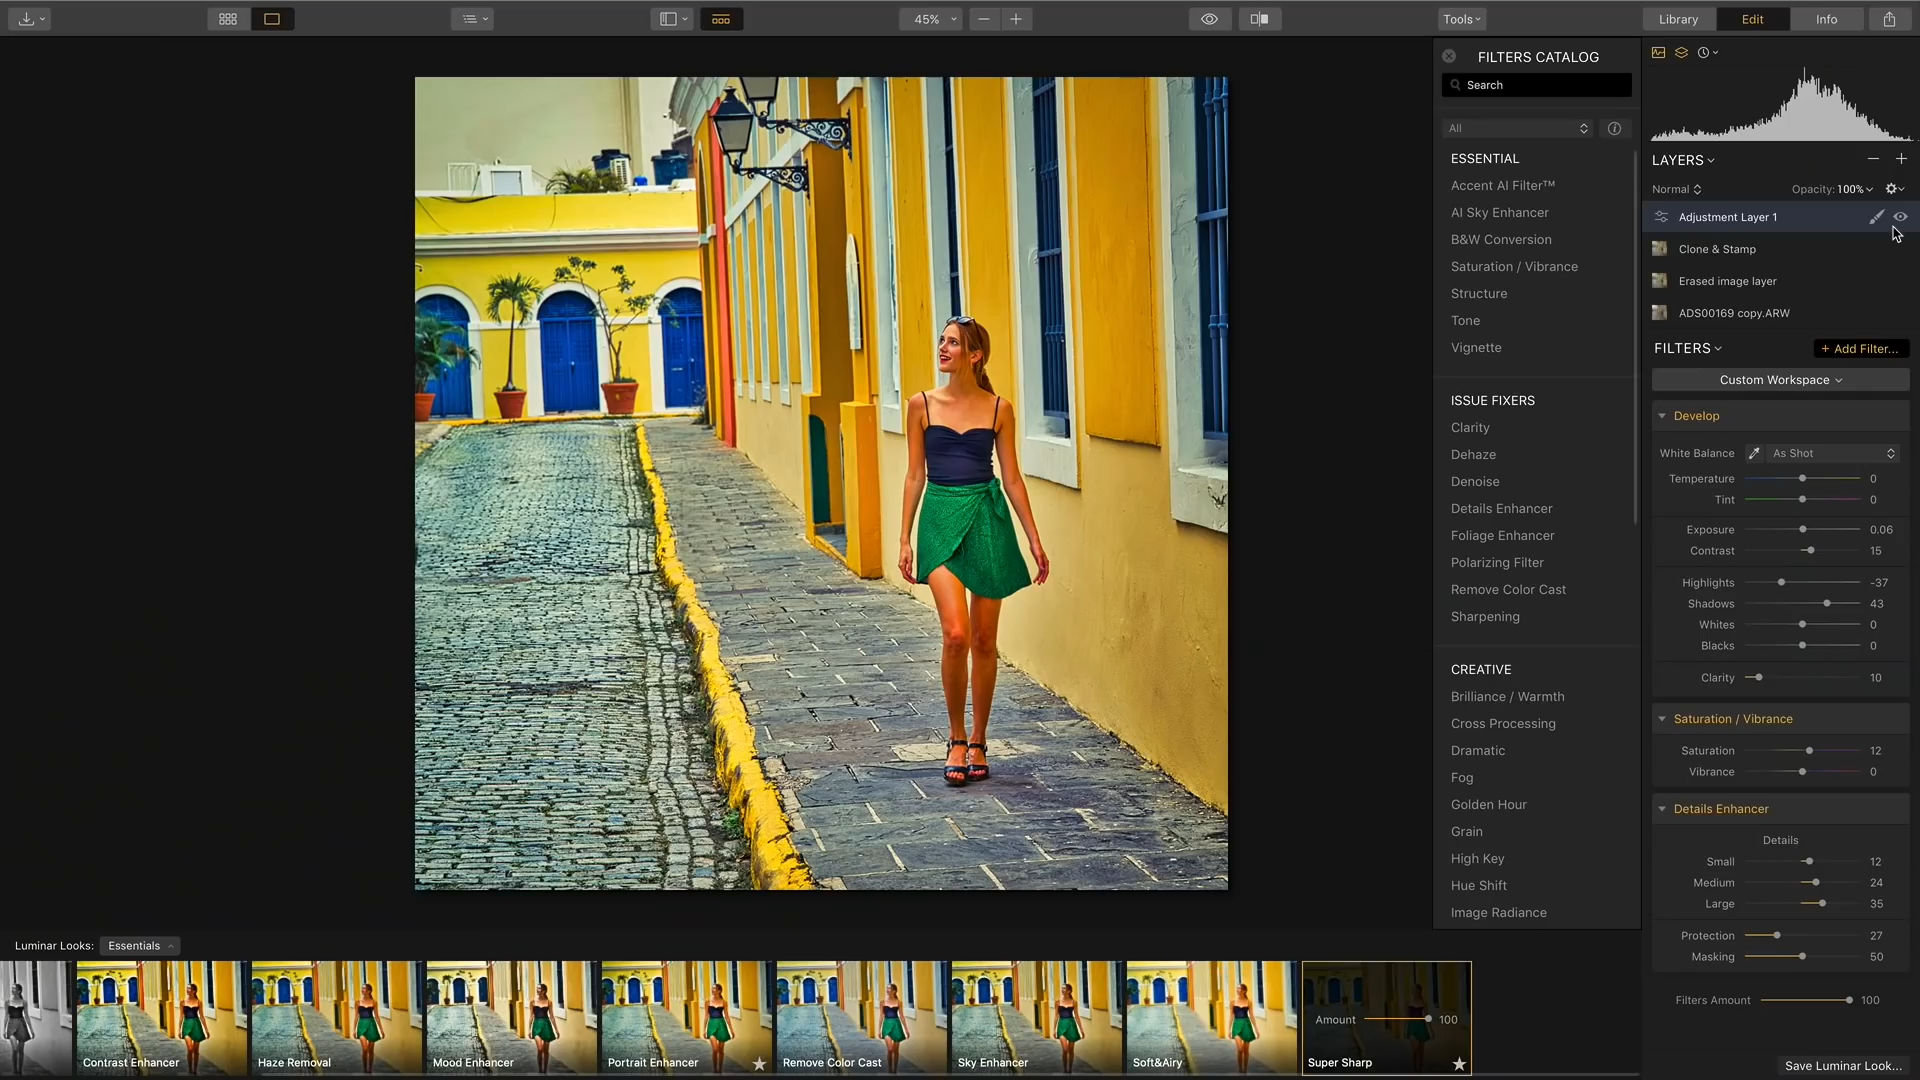 45%
Tools
Library
Edit
Info
FILTERS CATALOG
Search
All
ESSENTIAL
Accent AI Filter™
AI Sky Enhancer
B&W Conversion
Saturation / Vibrance
Structure
Tone
Vignette
ISSUE FIXERS
Clarity
Dehaze
Denoise
Details Enhancer
Foliage Enhancer
Polarizing Filter
Remove Color Cast
Sharpening
CREATIVE
Brilliance / Warmth
Cross Processing
Dramatic
Fog
Golden Hour
Grain
High Key
Hue Shift
Image Radiance
LAYERS
Normal
Opacity: 100%
Adjustment Layer 1
Clone & Stamp
Erased image layer
ADS00169 copy.ARW
FILTERS
+ Add Filter...
Custom Workspace
Develop
White Balance As Shot
Temperature 0
Tint 0
Exposure 0.06
Contrast 15
Highlights -37
Shadows 43
Whites 0
Blacks 0
Clarity 10
Saturation / Vibrance
Saturation 12
Vibrance 0
Details Enhancer
Details
Small 12
Medium 24
Large 35
Protection 27
Masking 50
Filters Amount 100
Save Luminar Look...
Luminar Looks: Essentials
Contrast Enhancer
Haze Removal
Mood Enhancer
Portrait Enhancer
Remove Color Cast
Sky Enhancer
Soft&Airy
Amount 100
Super Sharp